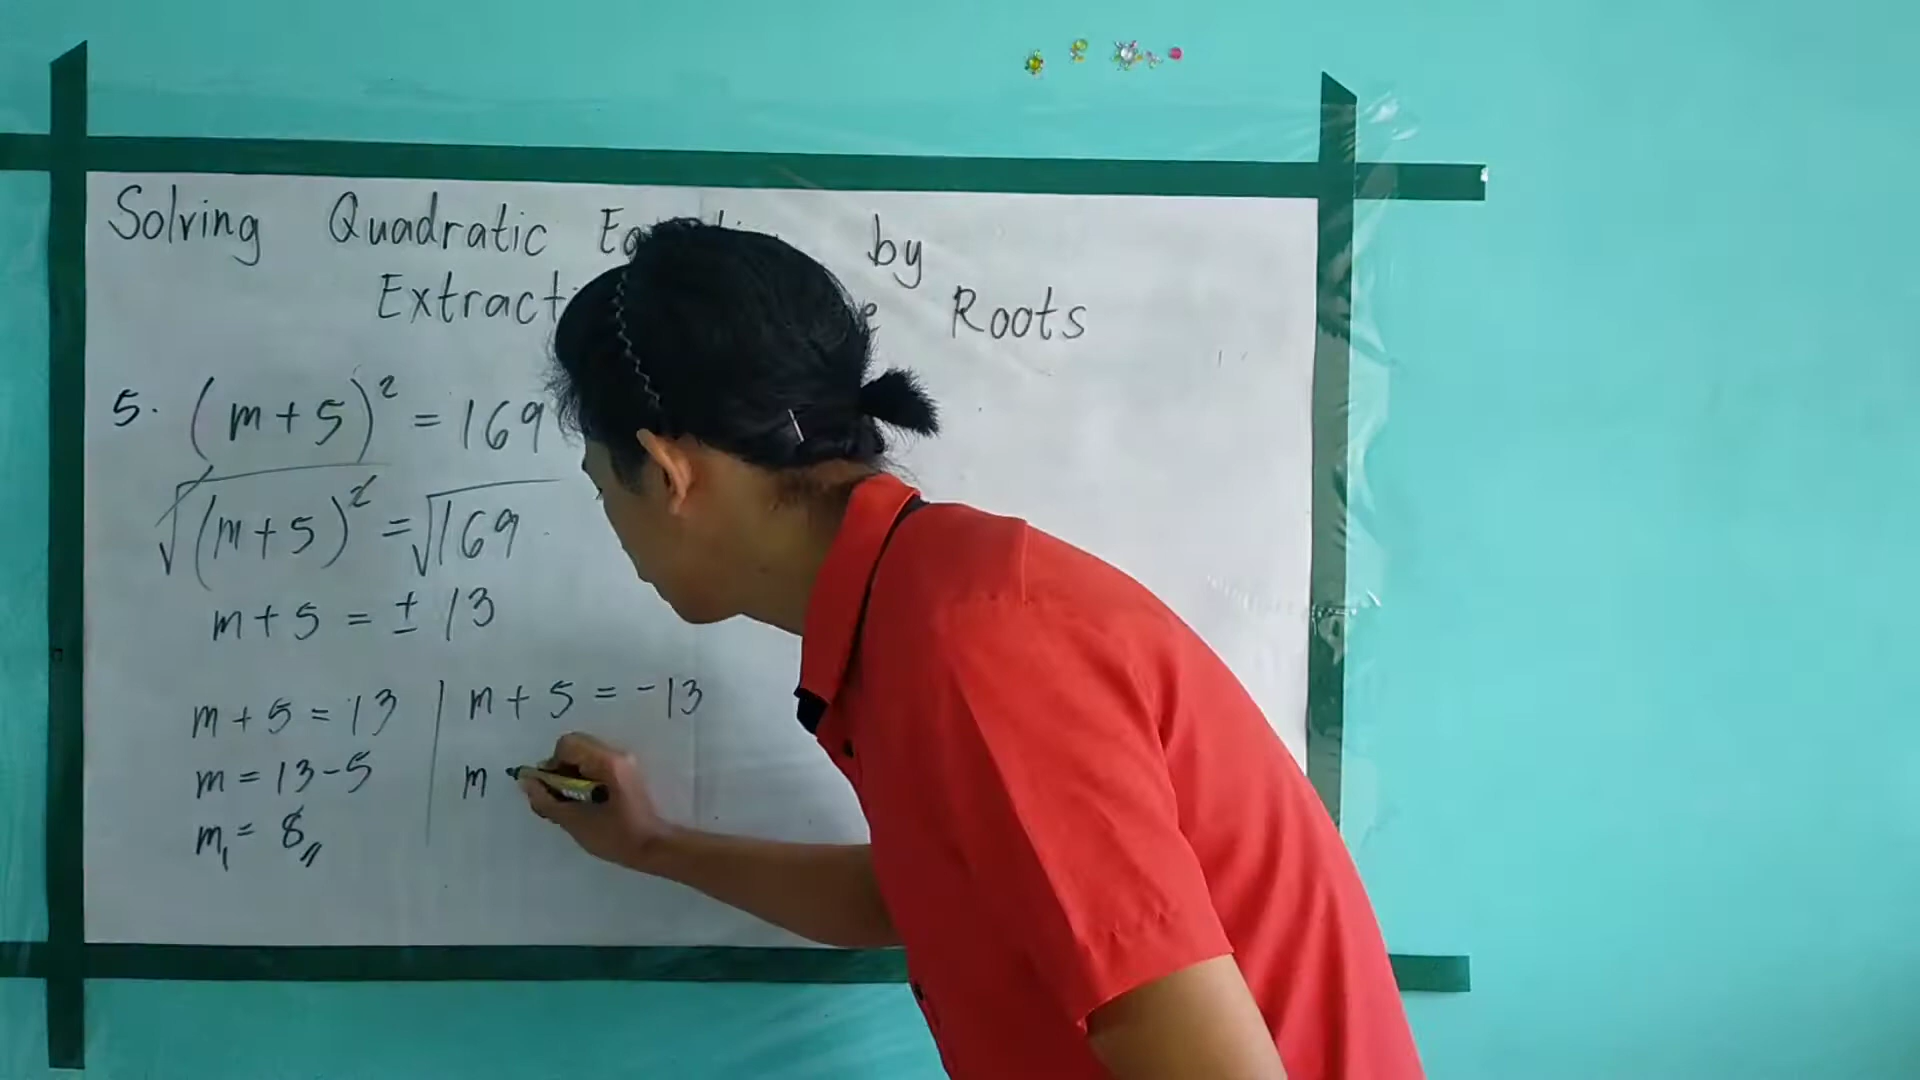 Solving Quadratic by
Roots
5. (m + 5)² = 169
√(m + 5)² = √169
m + 5 = ± 13
m + 5 = 13 | m + 5 = -13
m = 13 - 5 m
m₁ = 8